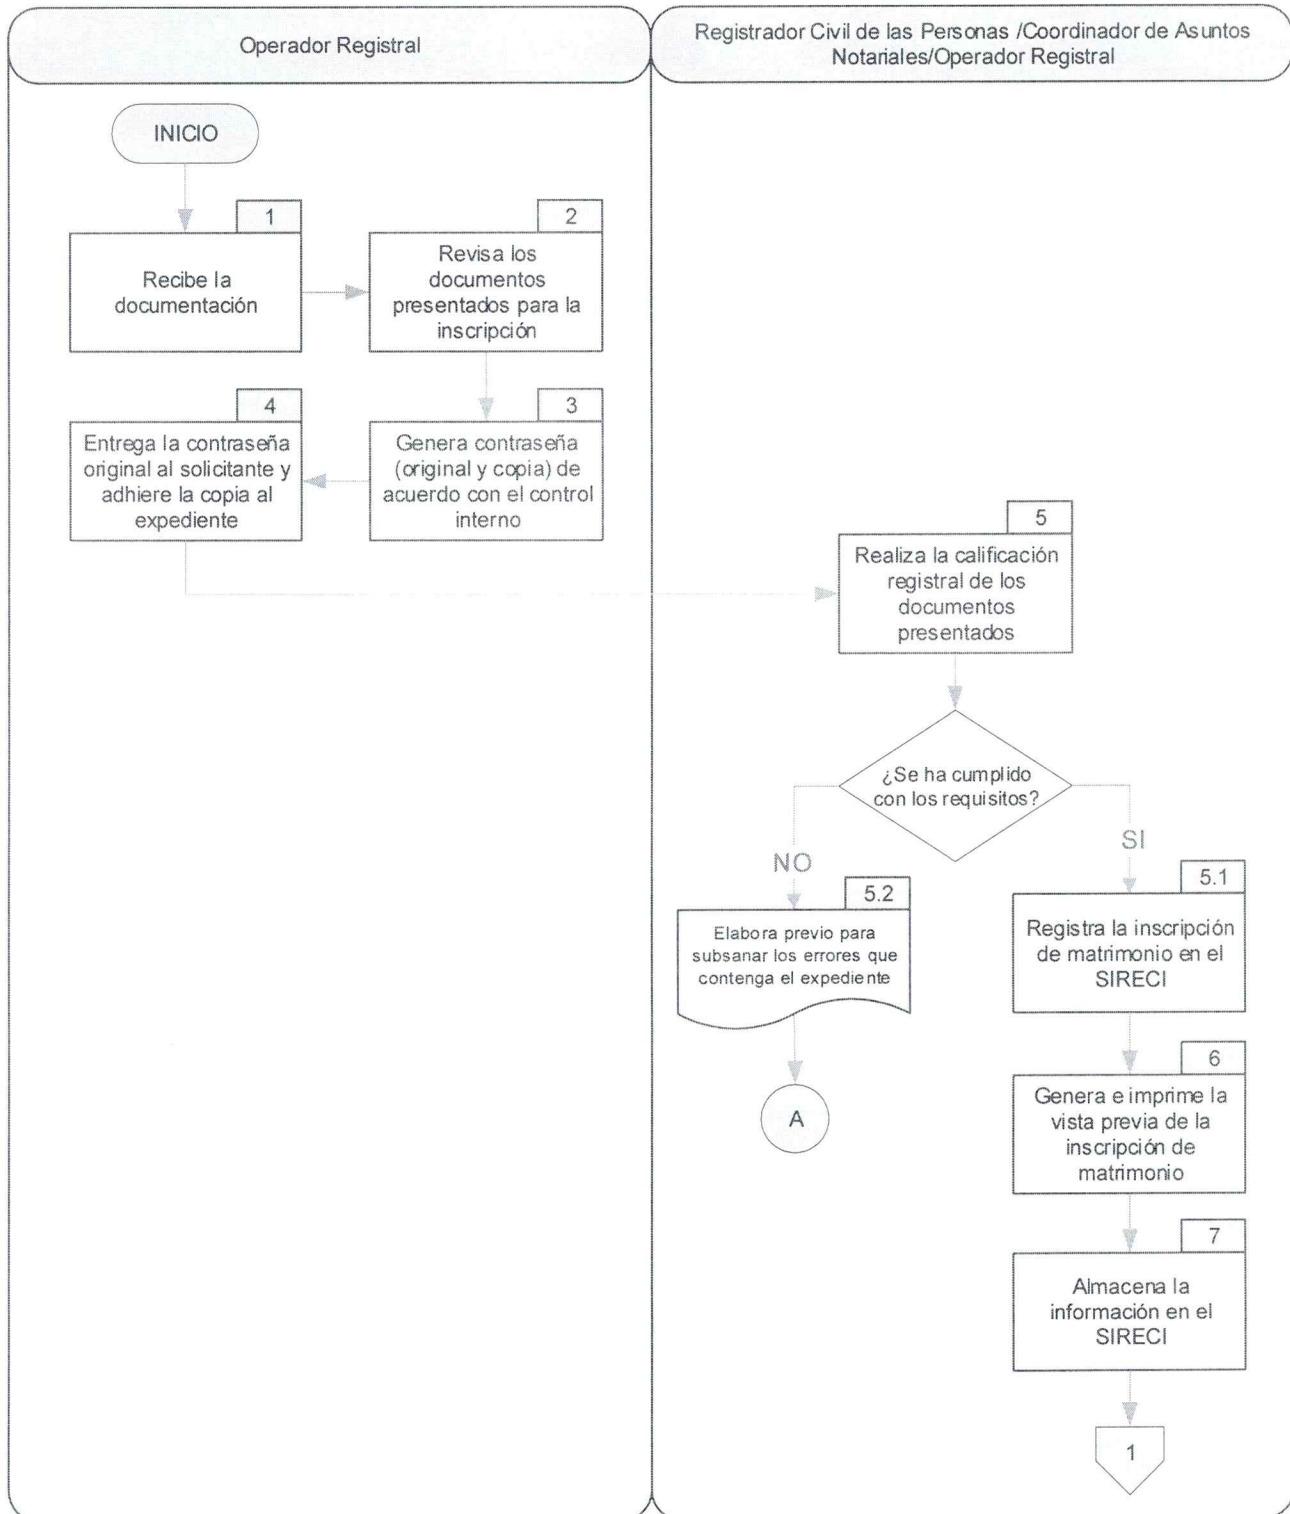 Operador Registral
Registrador Civil de las Personas /Coordinador de Asuntos
Notariales/Operador Registral
INICIO
1
Recibe la
documentación
2
Revisa los
documentos
presentados para la
inscripción
3
Genera contraseña
(original y copia) de
acuerdo con el control
interno
4
Entrega la contraseña
original al solicitante y
adhiere la copia al
expediente
5
Realiza la calificación
registral de los
documentos
presentados
¿Se ha cumplido
con los requisitos?
NO
SI
5.2
Elabora previo para
subsanar los errores que
contenga el expediente
A
5.1
Registra la inscripción
de matrimonio en el
SIRECI
6
Genera e imprime la
vista previa de la
inscripción de
matrimonio
7
Almacena la
información en el
SIRECI
1